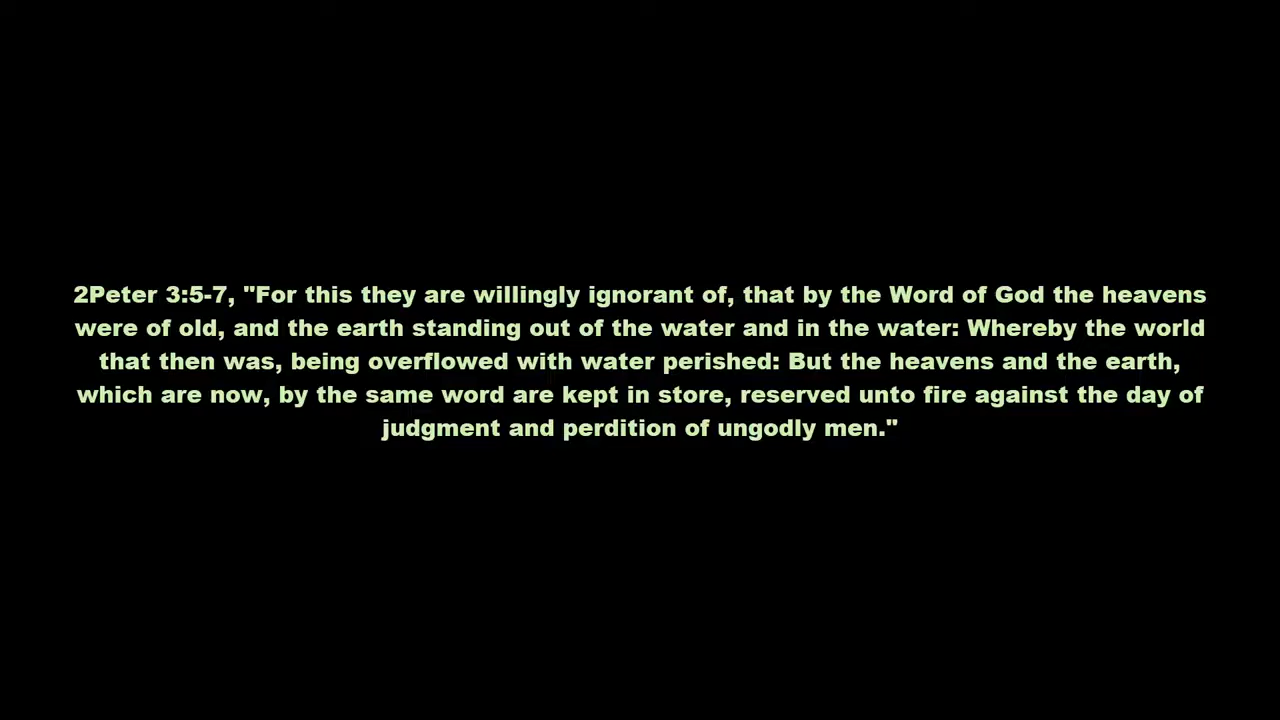 2Peter 3:5-7, "For this they are willingly ignorant of, that by the Word of God the heavens
were of old, and the earth standing out of the water and in the water: Whereby the world
that then was, being overflowed with water perished: But the heavens and the earth,
which are now, by the same word are kept in store, reserved unto fire against the day of
judgment and perdition of ungodly men."